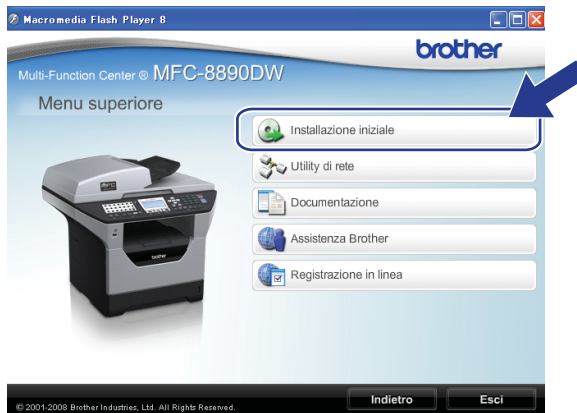 Macromedia Flash Player 8
brother
Multi-Function Center ® MFC-8890DW
Menu superiore
Installazione iniziale
Utility di rete
Documentazione
Assistenza Brother
Registrazione in linea
brother
© 2001-2008 Brother Industries, Ltd. All Rights Reserved.
Indietro
Esci